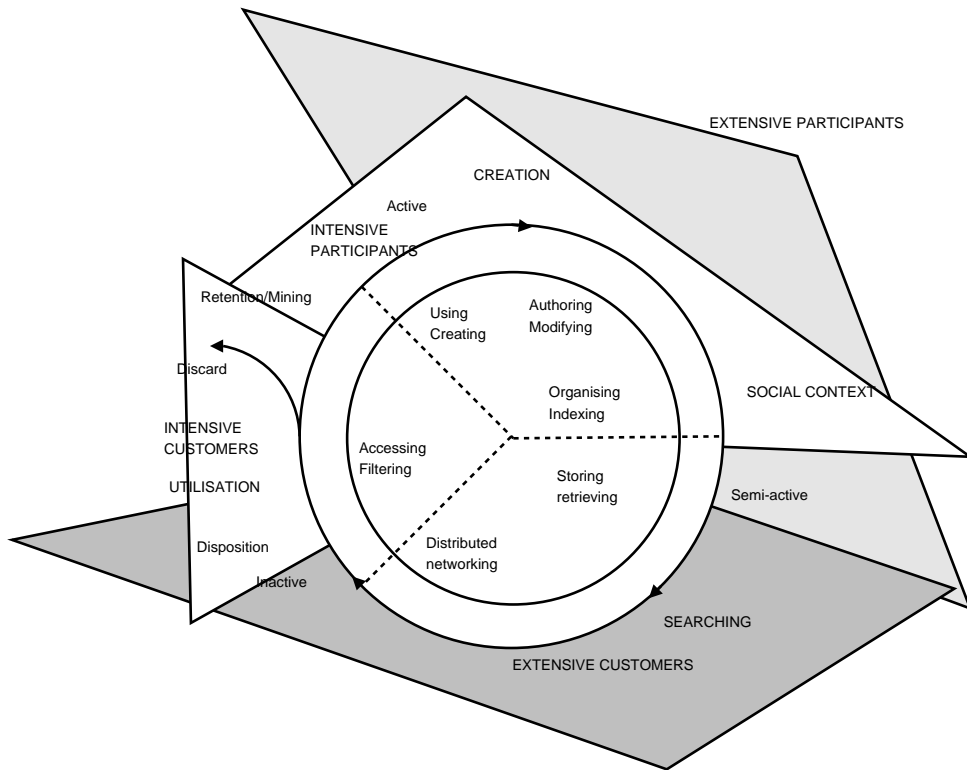 EXTENSIVE PARTICIPANTS
CREATION
Active
INTENSIVE
PARTICIPANTS
Retention/Mining
Using
Creating
Authoring
Modifying
Discard
Organising
Indexing
SOCIAL CONTEXT
INTENSIVE
CUSTOMERS
Accessing
Filtering
UTILISATION
Storing
retrieving
Semi-active
Disposition
Distributed
networking
Inactive
SEARCHING
EXTENSIVE CUSTOMERS